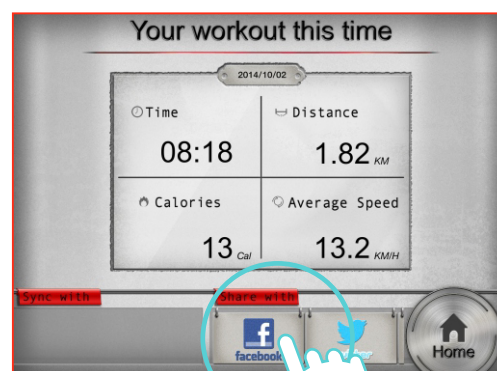 Your workout this time
2014/10/02
Time
Distance
08:18
1.82 KM
Calories
Average Speed
13 Cal
13.2 KM/H
Sync with
Share with
facebook
Home